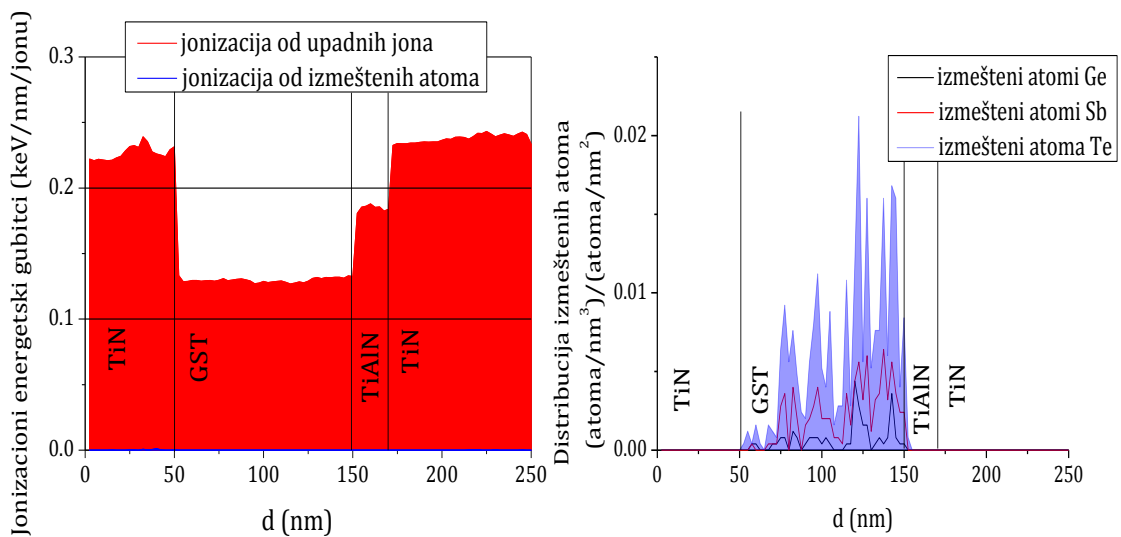 jonizacija od upadnih jona
jonizacija od izmeštenih atoma
Jonizacioni energetski gubitci (keV/nm/jonu)
0.3
0.2
0.1
0.0
TiN
GST
TiAlN
TiN
0
50
100
150
200
250
d (nm)
izmešteni atomi Ge
izmešteni atomi Sb
izmešteni atoma Te
Distribucija izmeštenih atoma
(atoma/nm³)/(atoma/nm²)
0.02
0.01
0.00
TiN
GST
TiAlN
TiN
0
50
100
150
200
250
d (nm)